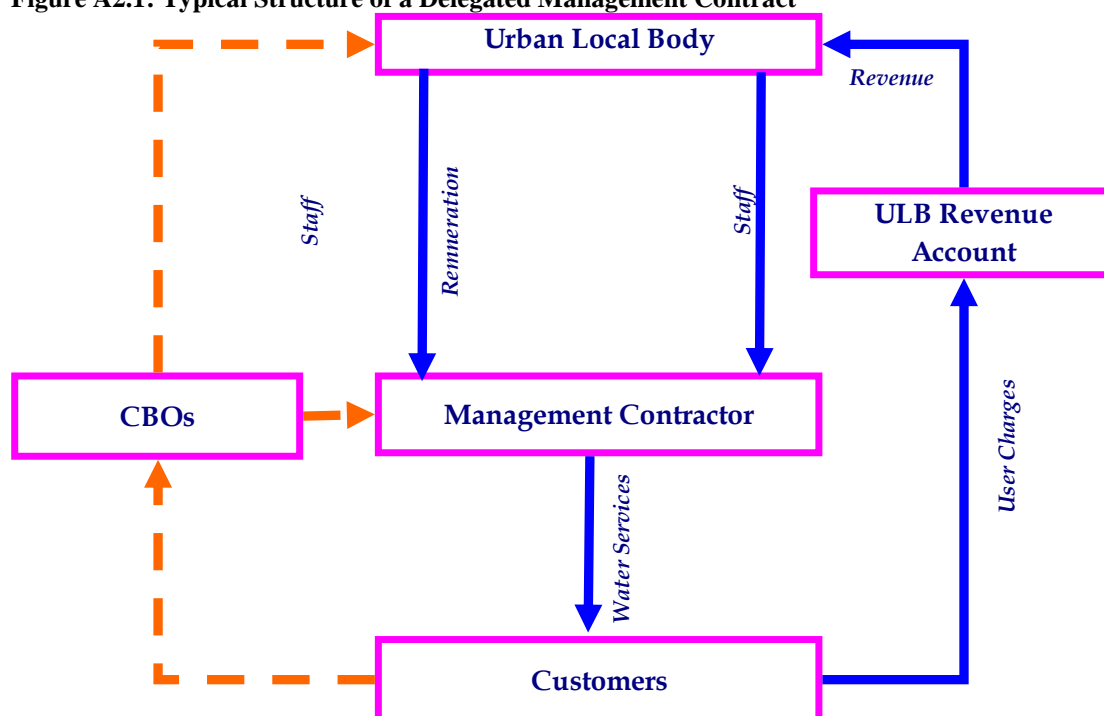 Figure A2.1: Typical Structure of a Delegated Management Contract
Urban Local Body
Revenue
Staff
Remneration
Staff
ULB Revenue
Account
CBOs
Management Contractor
User Charges
Water Services
Customers